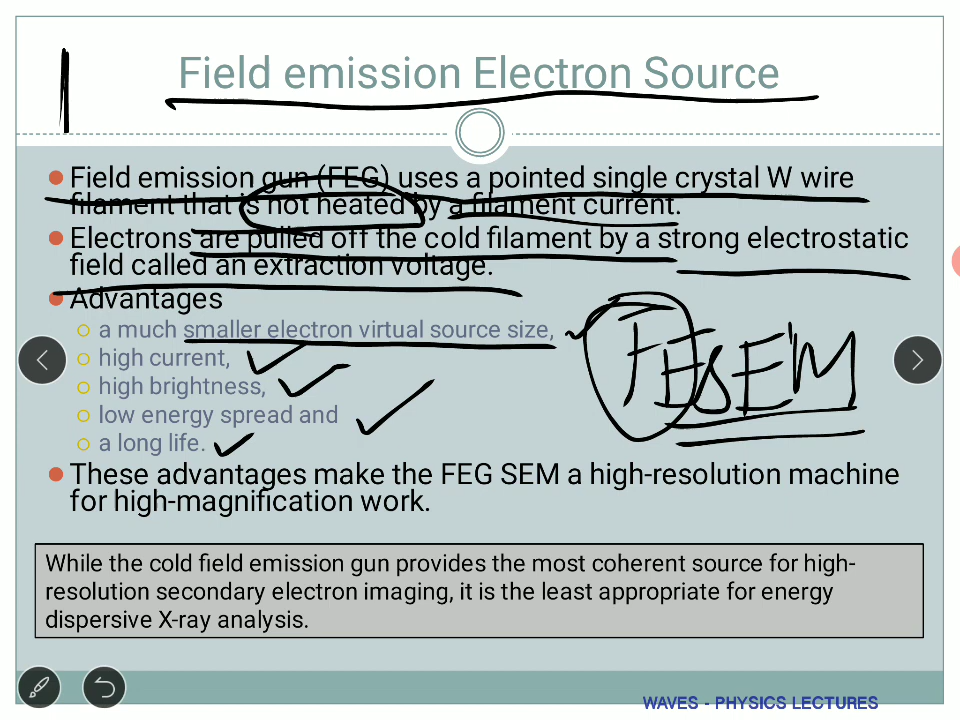 Field emission Electron Source
Field emission gun (FEG) uses a pointed single crystal W wire
filament that is not heated by a filament current.
Electrons are pulled off the cold filament by a strong electrostatic
field called an extraction voltage.
Advantages
a much smaller electron virtual source size,
high current,
high brightness,
low energy spread and
a long life.
FESEM
These advantages make the FEG SEM a high-resolution machine
for high-magnification work.
While the cold field emission gun provides the most coherent source for high-
resolution secondary electron imaging, it is the least appropriate for energy
dispersive X-ray analysis.
WAVES - PHYSICS LECTURES